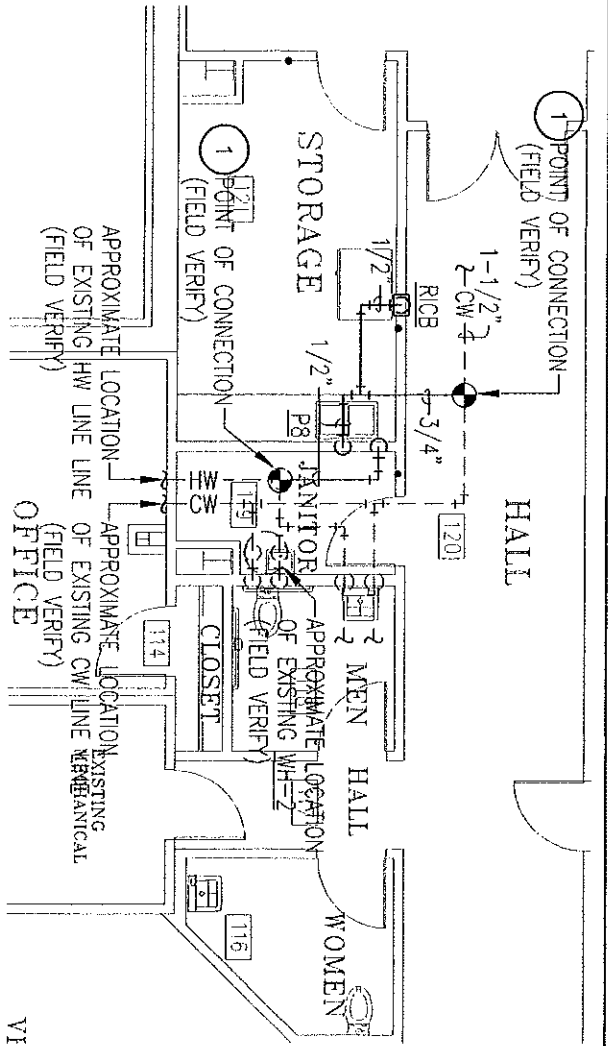 1
POINT OF CONNECTION
(FIELD VERIFY)
1-1/2"
CW
HALL
120
3/4"
RICB
1/2"
STORAGE
121
1
POINT OF CONNECTION
(FIELD VERIFY)
1/2"
P8
JANITOR
119
HW
CW
MEN
HALL
APPROXIMATE LOCATION
OF EXISTING WH-2
(FIELD VERIFY)
WOMEN
116
CLOSET
114
OFFICE
APPROXIMATE LOCATION
OF EXISTING HW LINE
(FIELD VERIFY)
APPROXIMATE LOCATION
OF EXISTING CW LINE
(FIELD VERIFY)
EXISTING
MECHANICAL